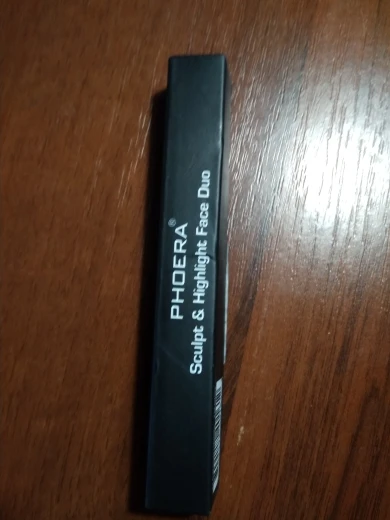 PHOERA®
Sculpt & Highlight Face Duo